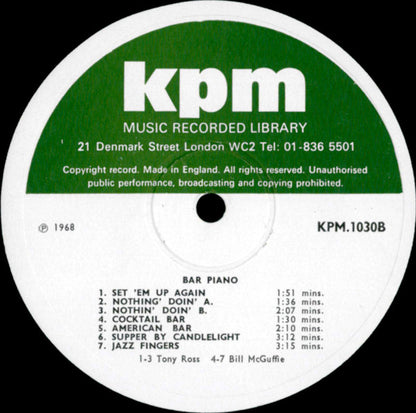 kpm
MUSIC RECORDED LIBRARY
21 Denmark Street London WC2 Tel: 01-836 5501
Copyright record. Made in England. All rights reserved. Unauthorised
public performance, broadcasting and copying prohibited.
℗ 1968 KPM.1030B
BAR PIANO
1. SET 'EM UP AGAIN 1:51 mins.
2. NOTHING' DOIN' A. 1:36 mins.
3. NOTHIN' DOIN' B. 2:07 mins.
4. COCKTAIL BAR 1:30 mins.
5. AMERICAN BAR 2:10 mins.
6. SUPPER BY CANDLELIGHT 3:12 mins.
7. JAZZ FINGERS 3:15 mins.
1-3 Tony Ross 4-7 Bill McGuffie